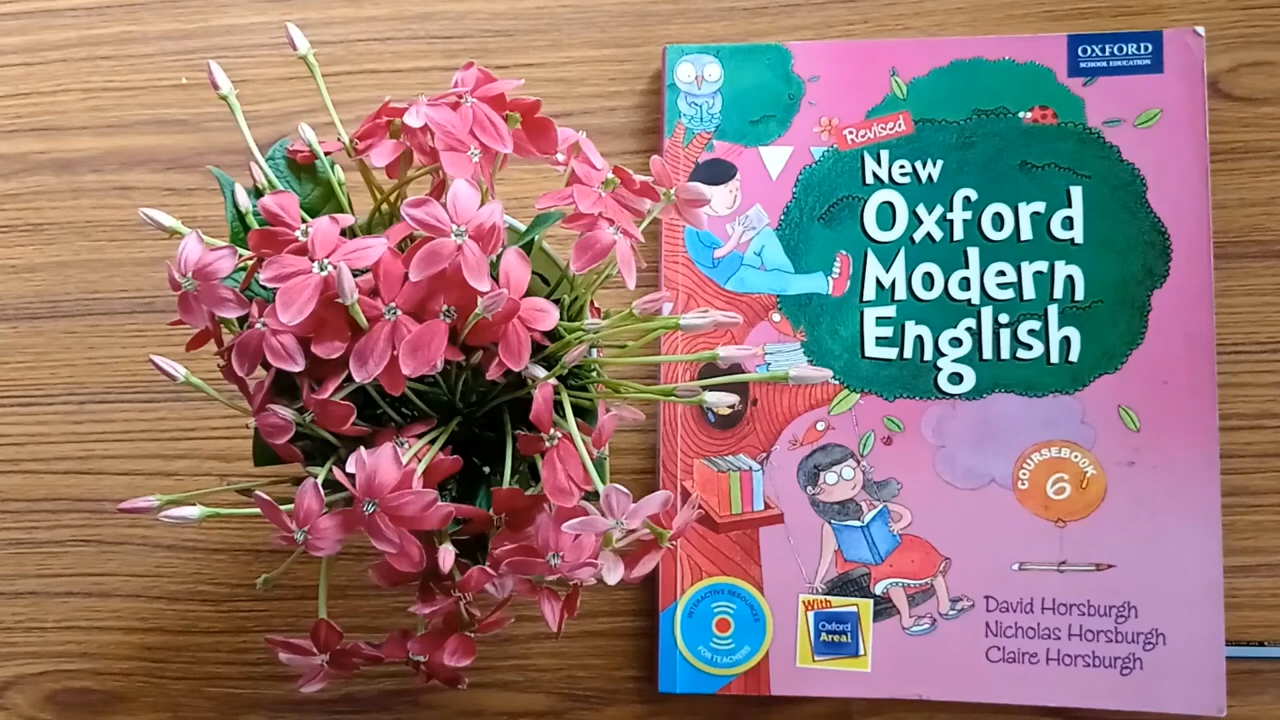 OXFORD
SCHOOL EDUCATION
Revised
New
Oxford
Modern
English
COURSEBOOK
6
INTERACTIVE RESOURCES
FOR TEACHERS
With
Oxford
Areal
David Horsburgh
Nicholas Horsburgh
Claire Horsburgh